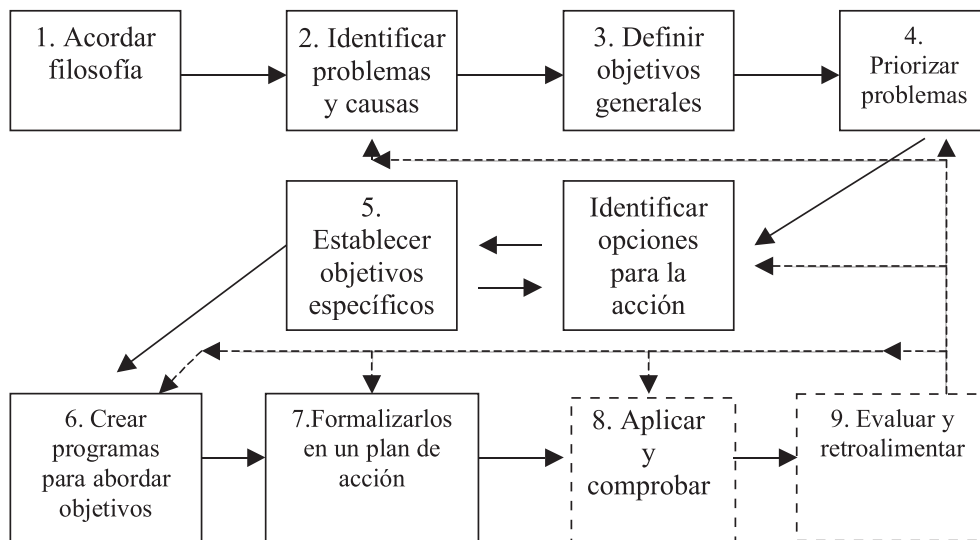 1. Acordar
filosofía
2. Identificar
problemas
y causas
3. Definir
objetivos
generales
4.
Priorizar
problemas
5.
Establecer
objetivos
específicos
Identificar
opciones
para la
acción
6. Crear
programas
para abordar
objetivos
7.Formalizarlos
en un plan de
acción
8. Aplicar
y
comprobar
9. Evaluar y
retroalimentar